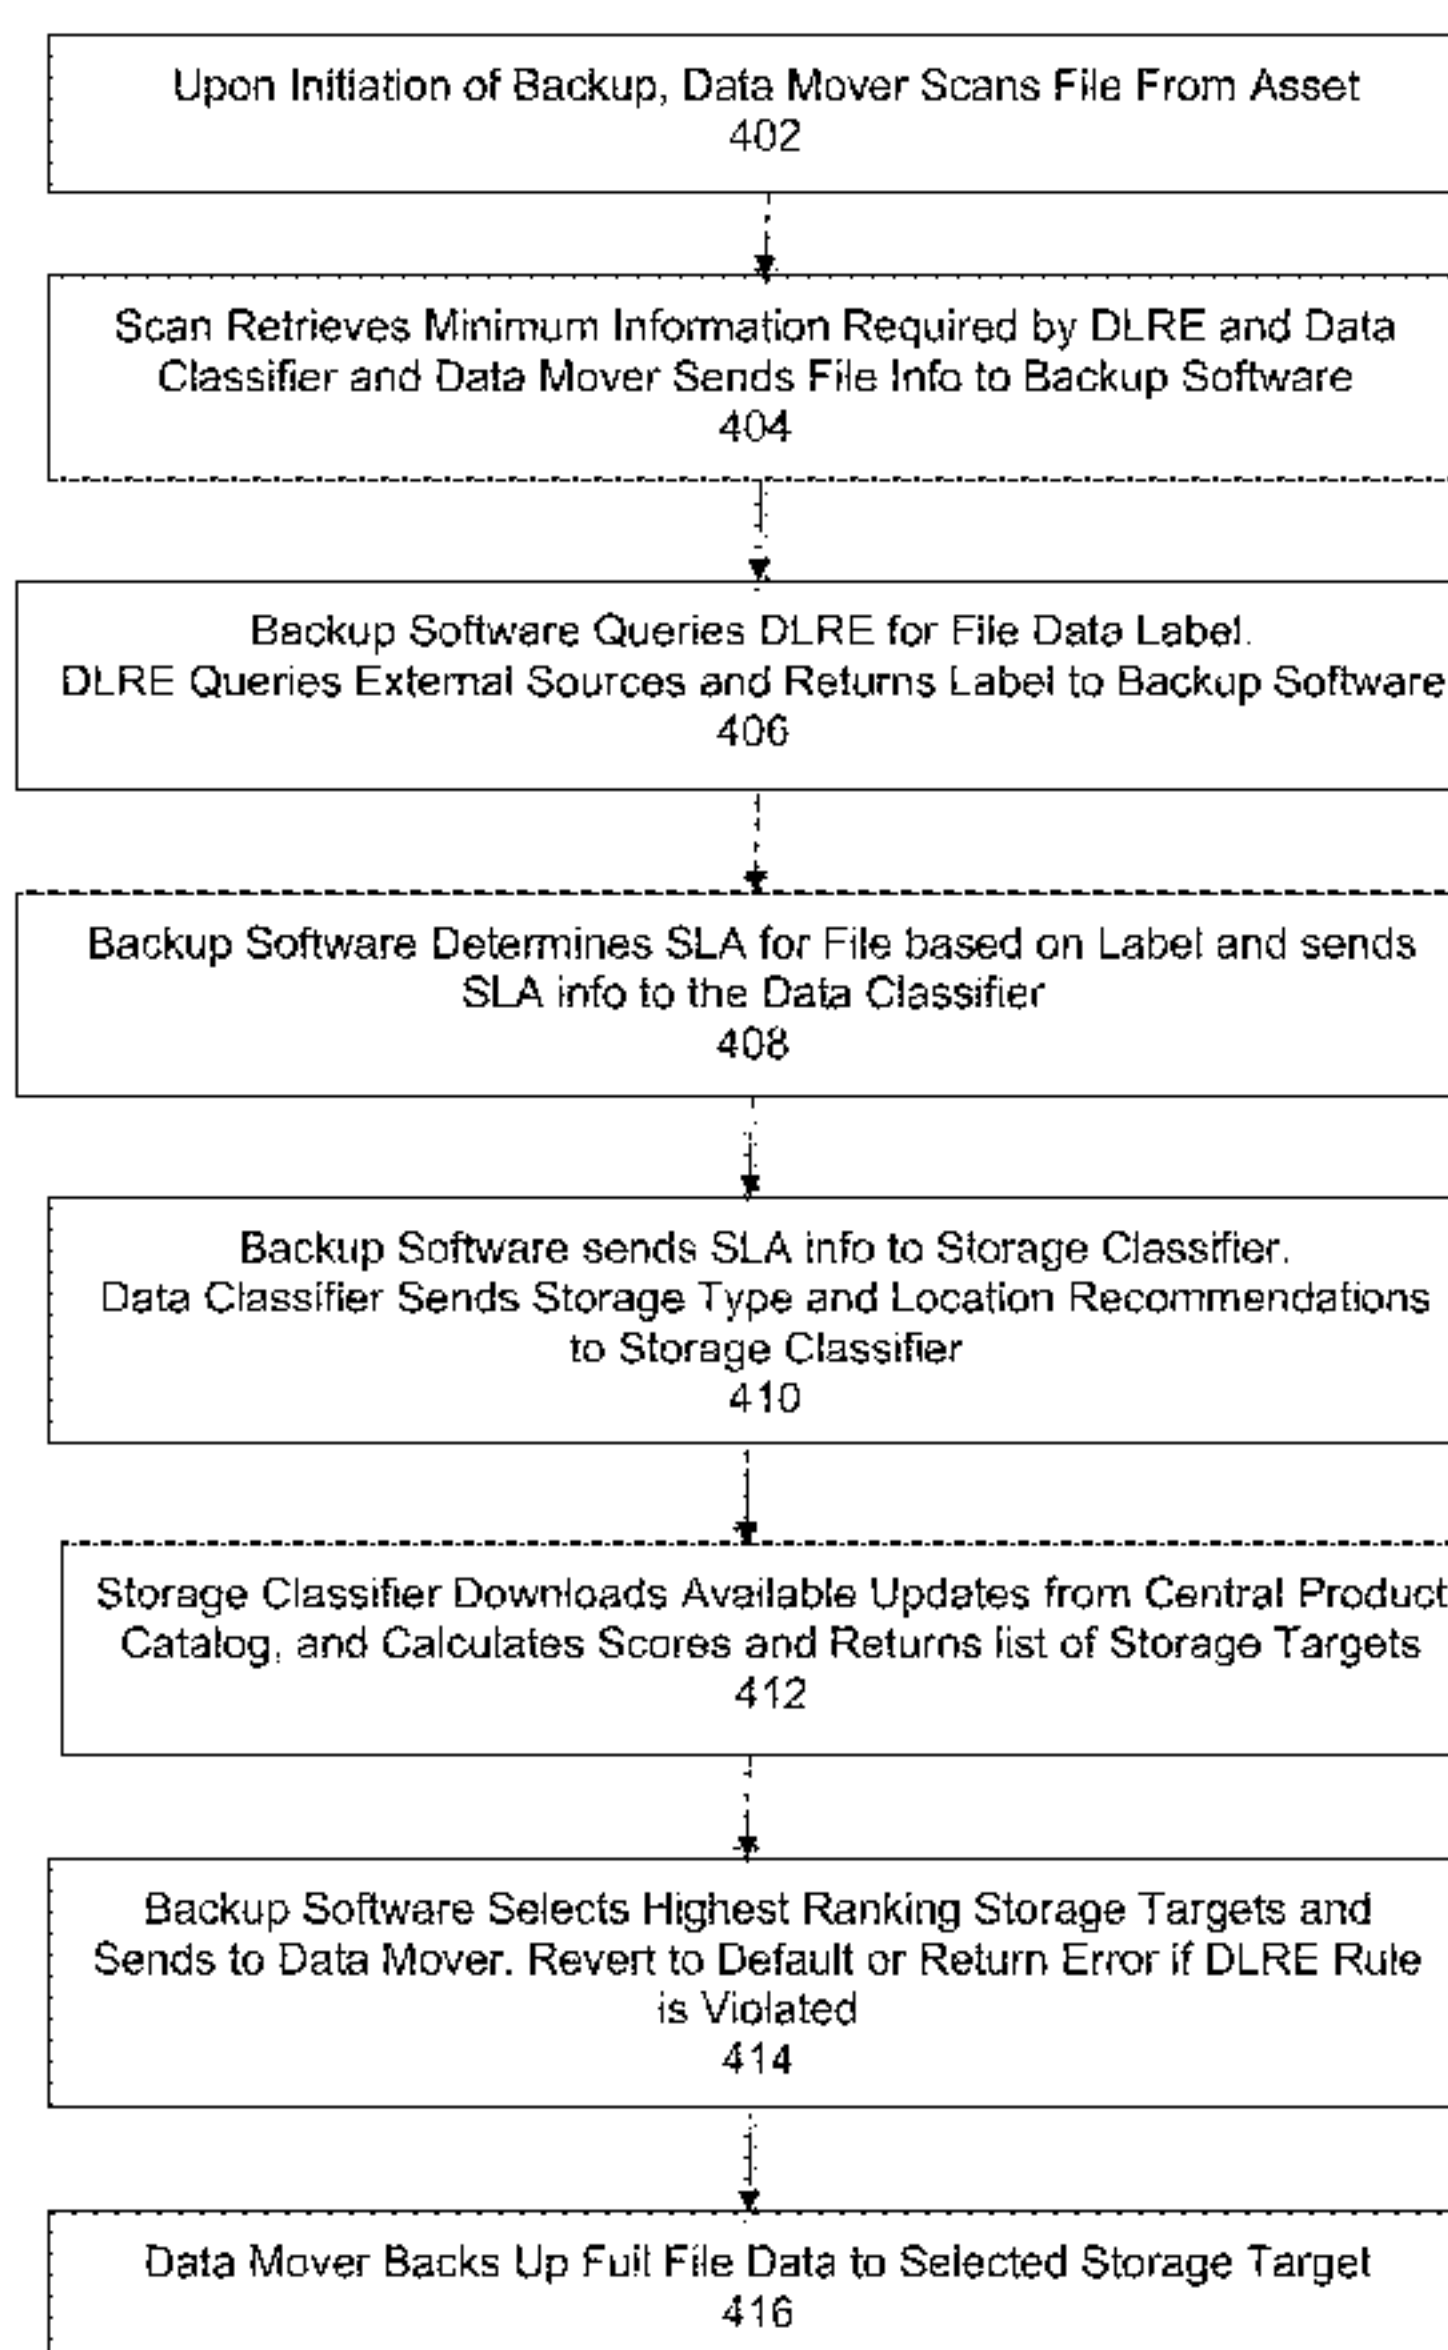 Upon Initiation of Backup, Data Mover Scans File From Asset
402
Scan Retrieves Minimum Information Required by DLRE and Data
Classifier and Data Mover Sends File Info to Backup Software
404
Backup Software Queries DLRE for File Data Label.
DLRE Queries External Sources and Returns Label to Backup Software
406
Backup Software Determines SLA for File based on Label and sends
SLA info to the Data Classifier
408
Backup Software sends SLA info to Storage Classifier.
Data Classifier Sends Storage Type and Location Recommendations
to Storage Classifier
410
Storage Classifier Downloads Available Updates from Central Product
Catalog, and Calculates Scores and Returns list of Storage Targets
412
Backup Software Selects Highest Ranking Storage Targets and
Sends to Data Mover. Revert to Default or Return Error if DLRE Rule
is Violated
414
Data Mover Backs Up Full File Data to Selected Storage Target
416